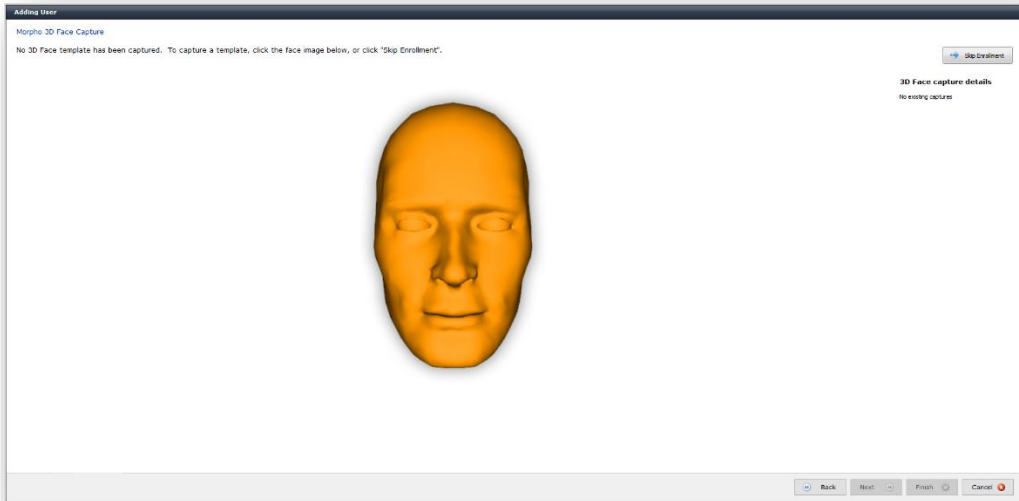 Adding User
Morpho 3D Face Capture
No 3D Face template has been captured. To capture a template, click the face image below, or click "Skip Enrollment".
Skip Enrollment
3D Face capture details
No existing captures
Back Next Finish Cancel